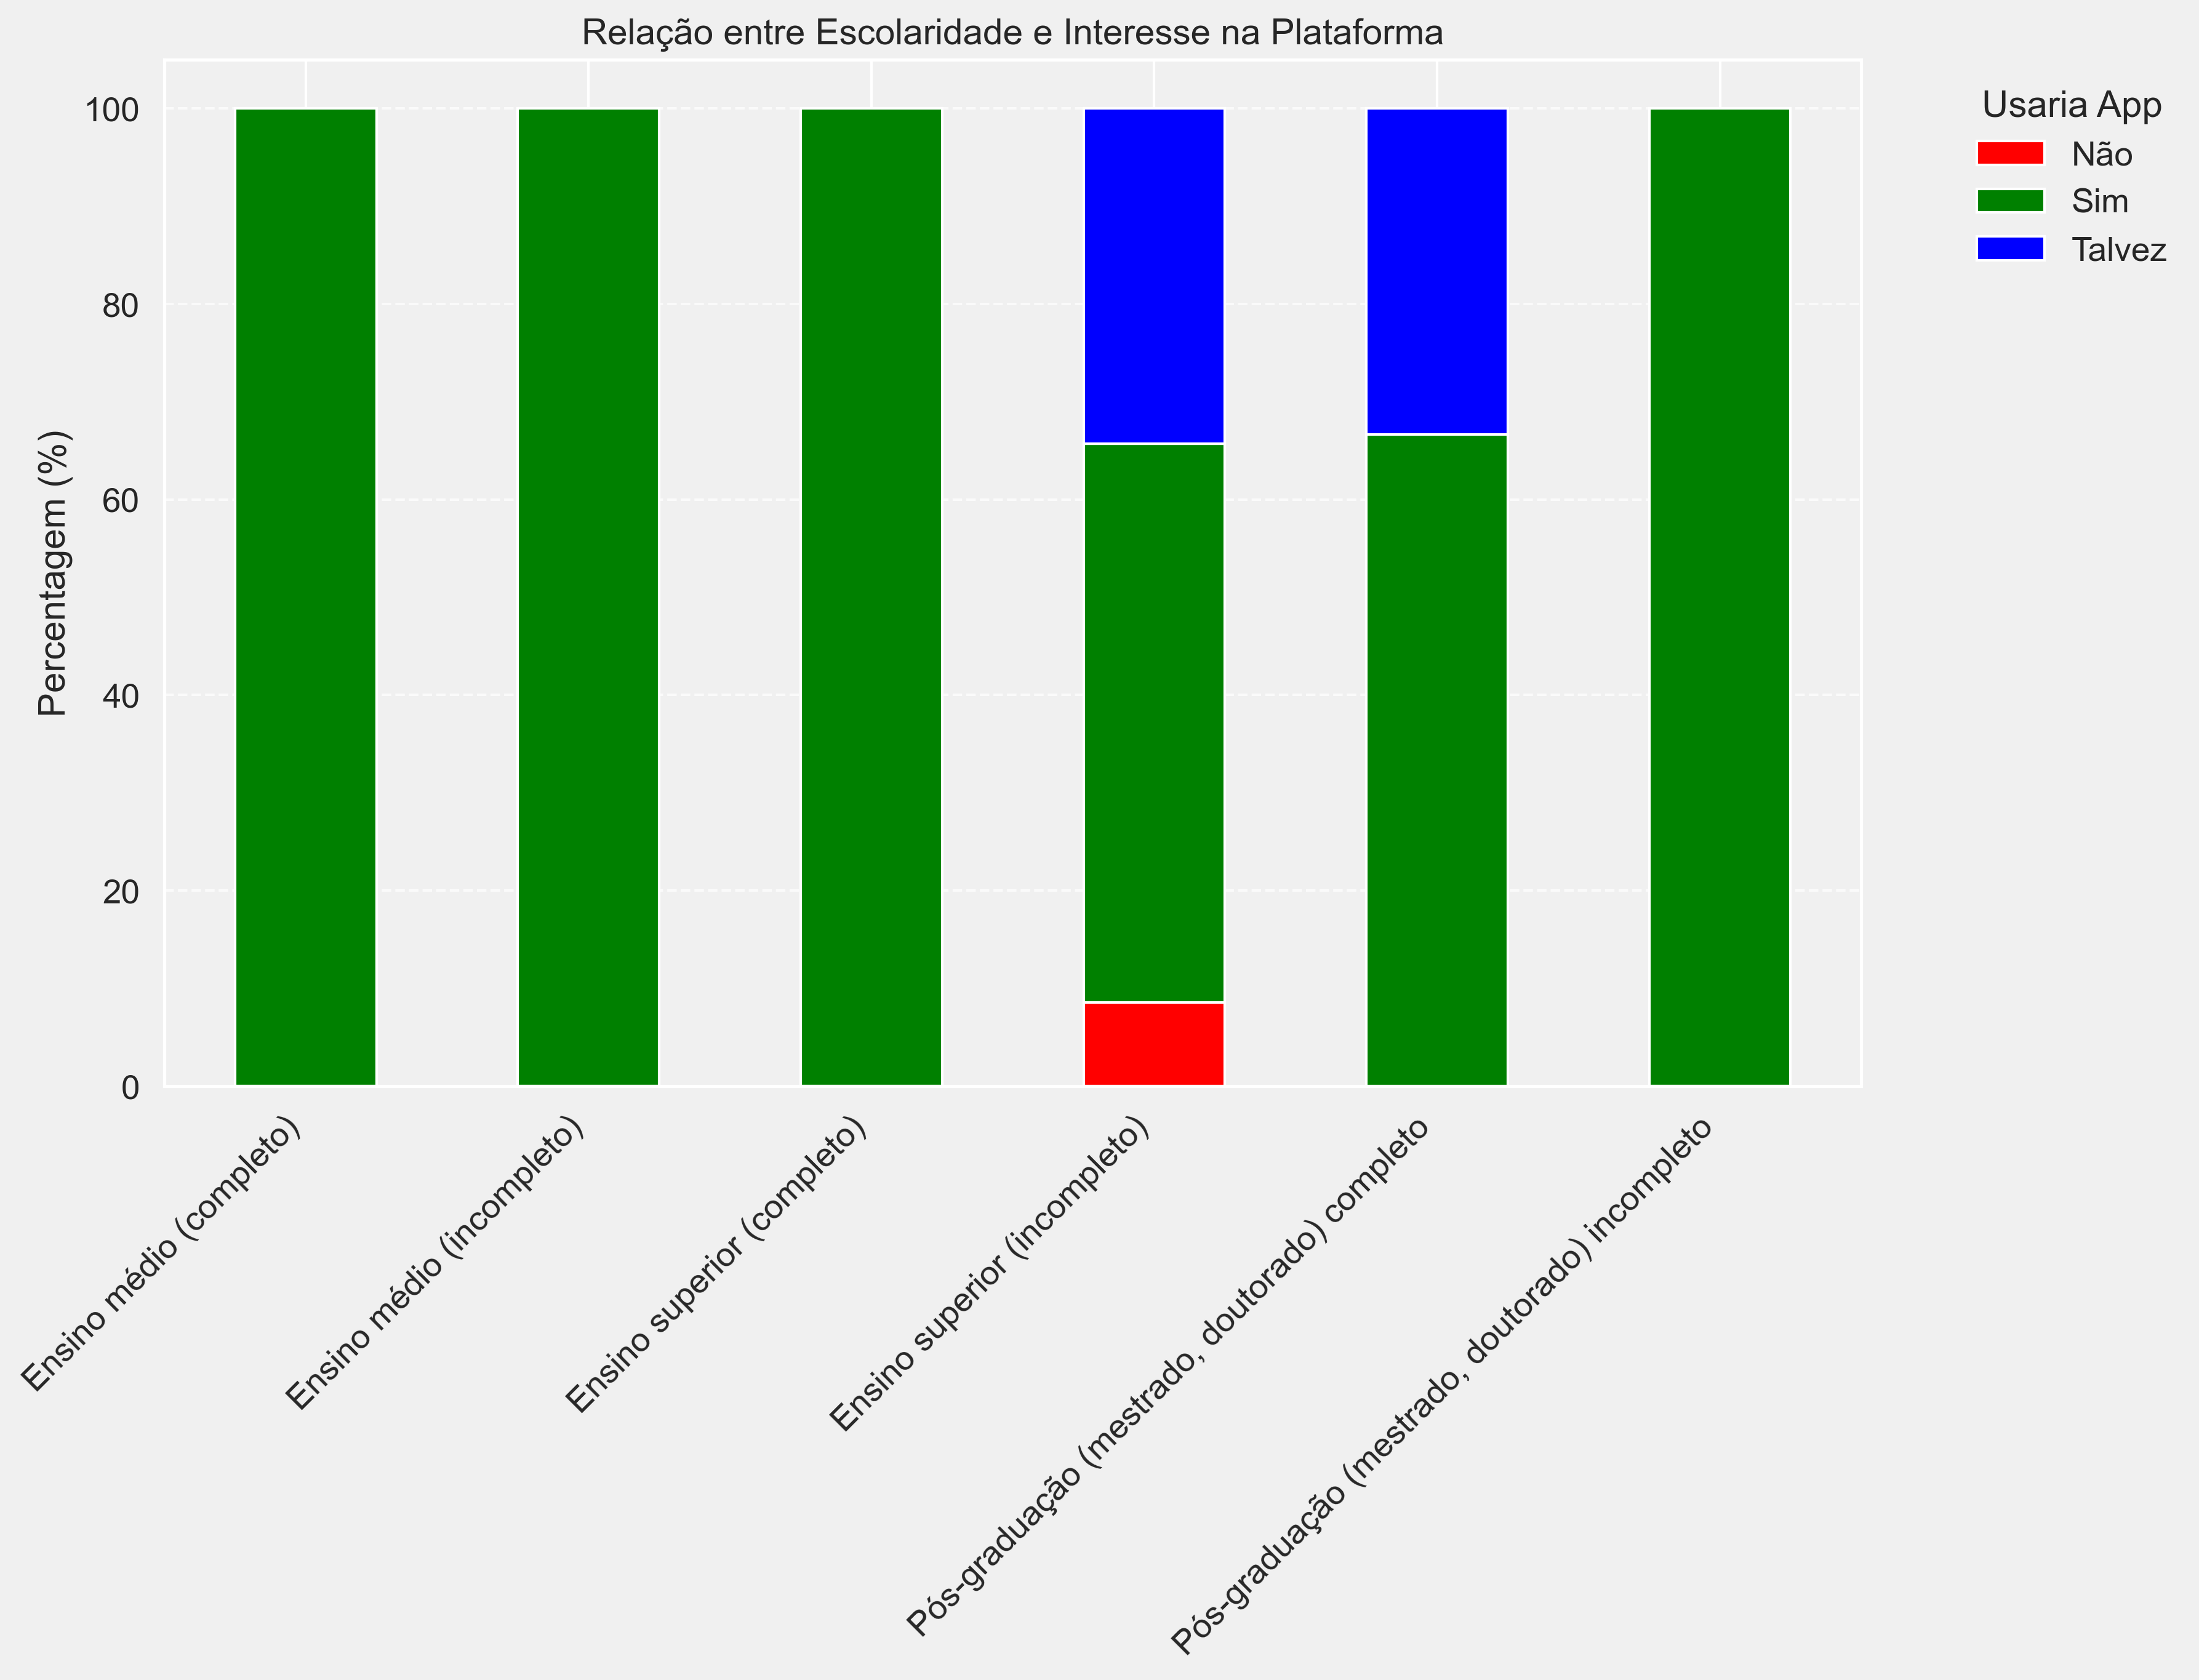 Relação entre Escolaridade e Interesse na Plataforma
Usaria App
Não
Sim
Talvez
Percentagem (%)
100
80
60
40
20
0
Ensino médio (completo)
Ensino médio (incompleto)
Ensino superior (completo)
Ensino superior (incompleto)
Pós-graduação (mestrado, doutorado) completo
Pós-graduação (mestrado, doutorado) incompleto